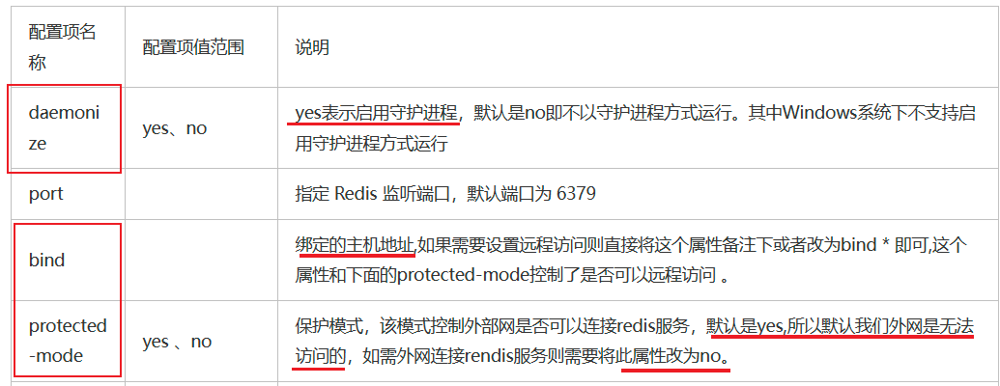 配置项名
称
配置项值范围
说明
daemoni
ze
yes、no
yes表示启用守护进程，默认是no即不以守护进程方式运行。其中Windows系统下不支持启
用守护进程方式运行
port
指定 Redis 监听端口，默认端口为 6379
bind
绑定的主机地址,如果需要设置远程访问则直接将这个属性备注下或者改为bind * 即可,这个
属性和下面的protected-mode控制了是否可以远程访问 。
protected
-mode
yes 、no
保护模式，该模式控制外部网是否可以连接redis服务，默认是yes,所以默认我们外网是无法
访问的，如需外网连接rendis服务则需要将此属性改为no。